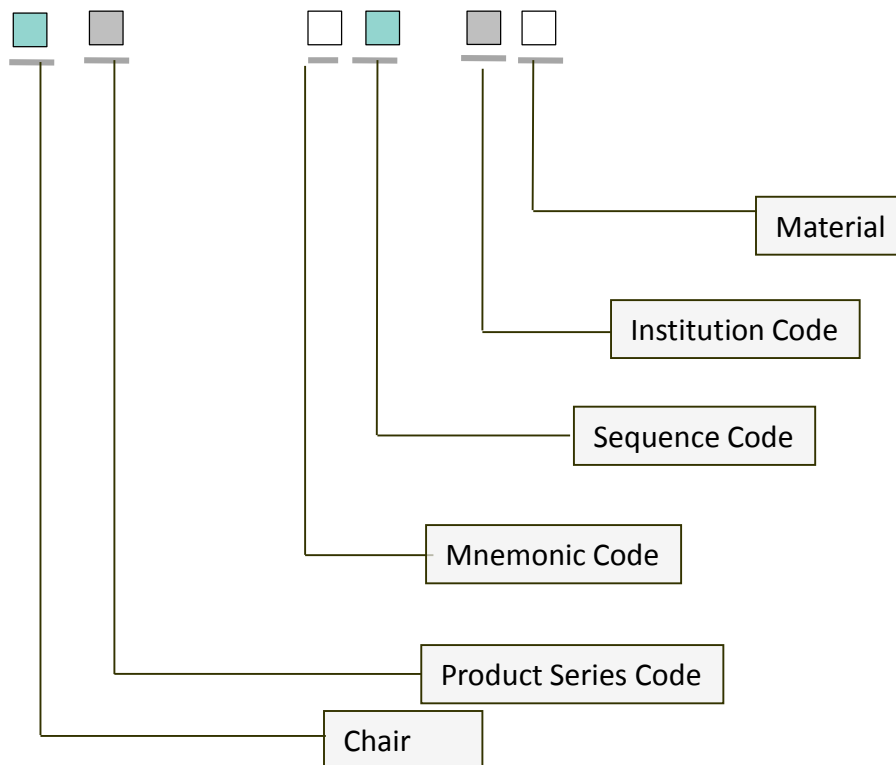 Material
Institution Code
Sequence Code
Mnemonic Code
Product Series Code
Chair